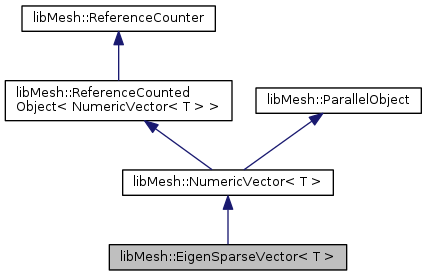 libMesh::ReferenceCounter
libMesh::ReferenceCounted
Object< NumericVector< T > >
libMesh::ParallelObject
libMesh::NumericVector< T >
libMesh::EigenSparseVector< T >